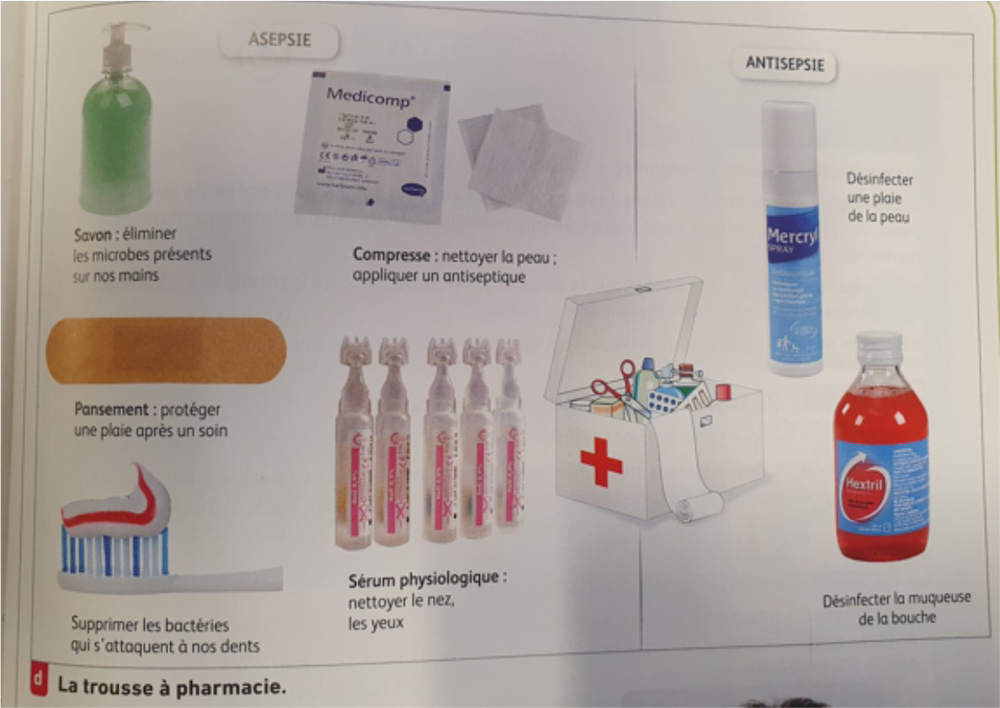 ASEPSIE
ANTISEPSIE
Medicomp®
Savon : éliminer
les microbes présents
sur nos mains
Compresse : nettoyer la peau ;
appliquer un antiseptique
Désinfecter
une plaie
de la peau
Mercryl
SPRAY
Pansement : protéger
une plaie après un soin
Hextril
Supprimer les bactéries
qui s'attaquent à nos dents
Sérum physiologique :
nettoyer le nez,
les yeux
Désinfecter la muqueuse
de la bouche
d La trousse à pharmacie.